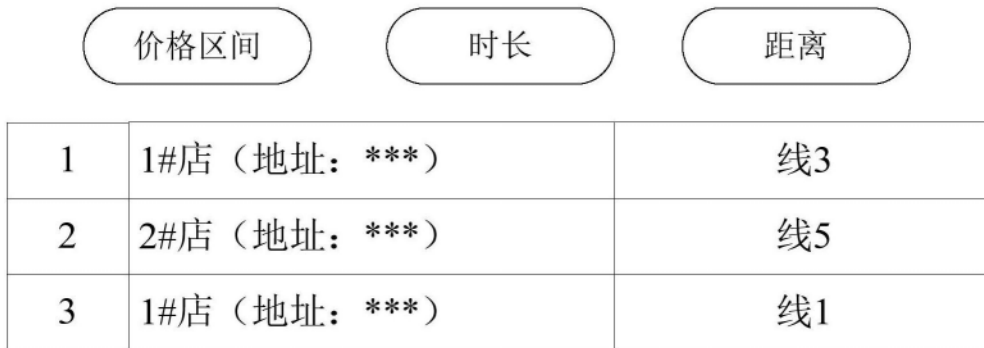 价格区间 时长 距离
1 1#店（地址：***） 线3
2 2#店（地址：***） 线5
3 1#店（地址：***） 线1